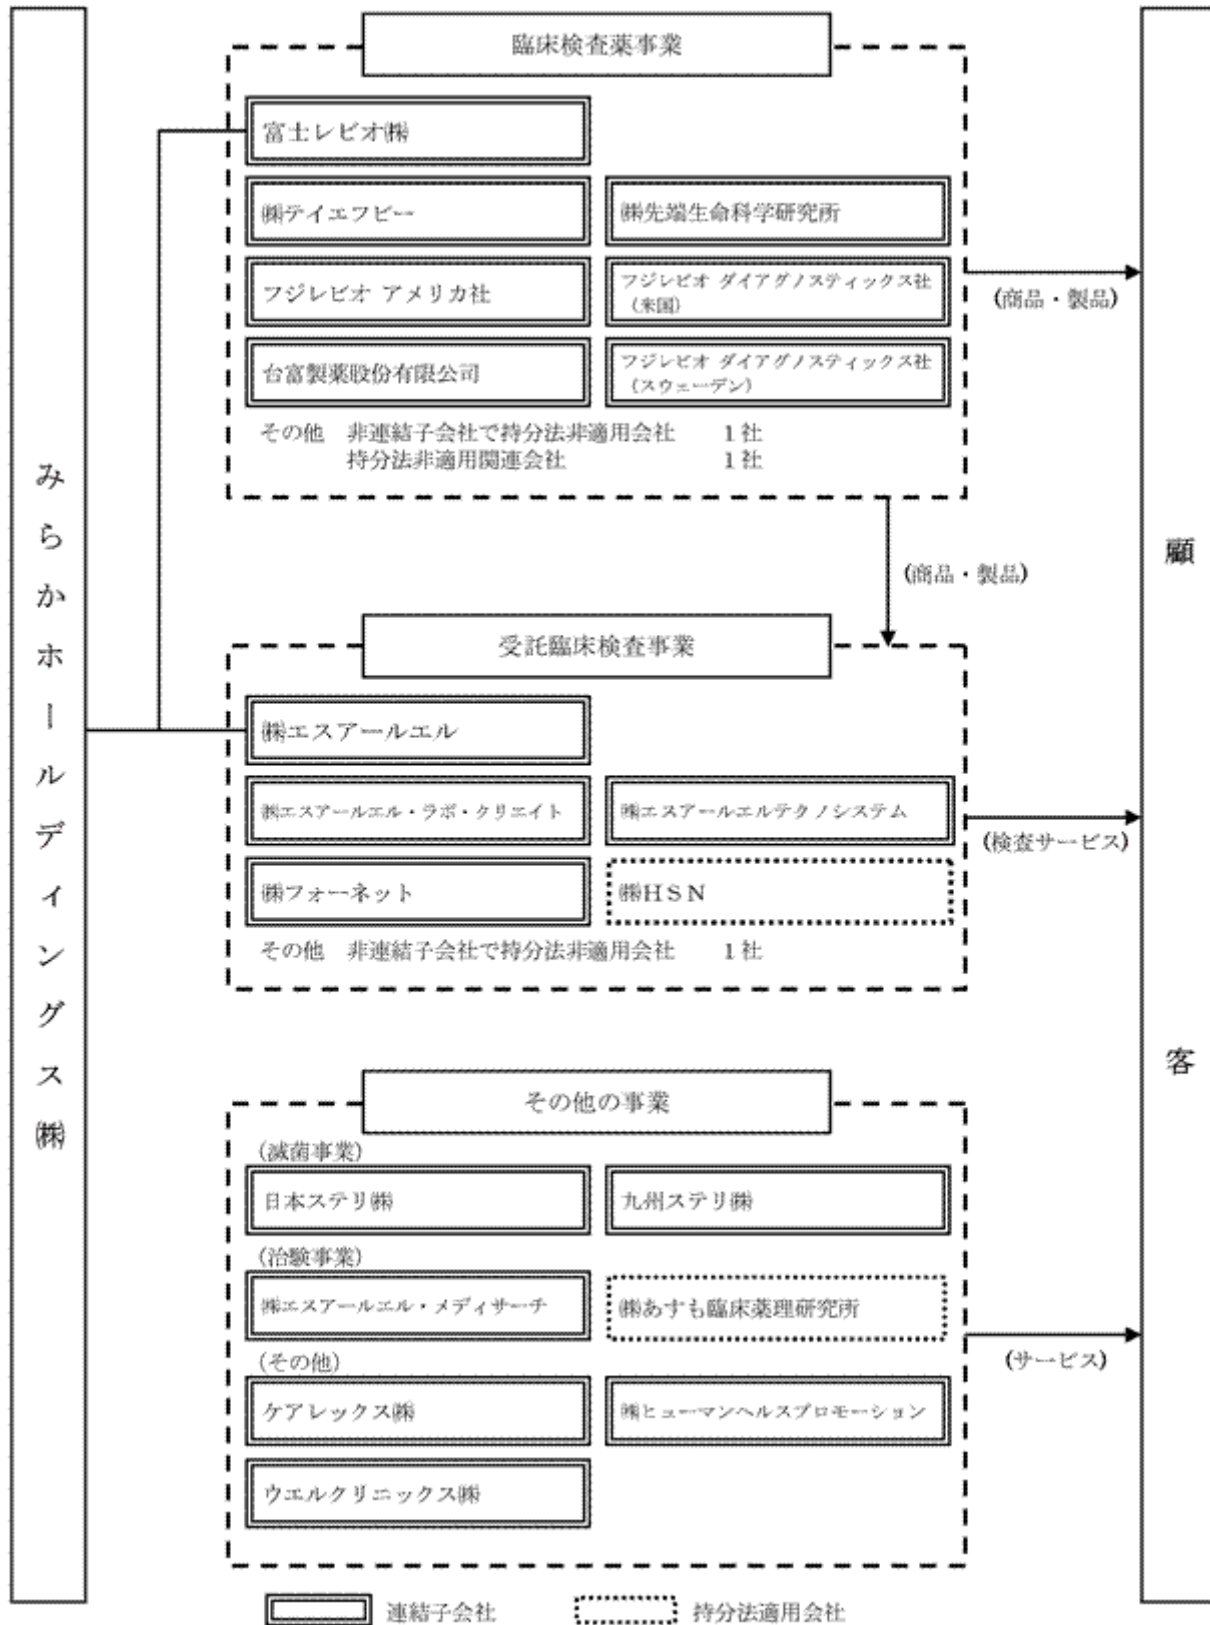 みらかホールディングス㈱
臨床検査薬事業
富士レビオ㈱
㈱テイエフビー
㈱先端生命科学研究所
フジレビオ アメリカ社
フジレビオ ダイアグノスティックス社
（米国）
台富製薬股份有限公司
フジレビオ ダイアグノスティックス社
（スウェーデン）
その他　非連結子会社で持分法非適用会社　1社
持分法非適用関連会社　1社
(商品・製品)
(商品・製品)
受託臨床検査事業
㈱エスアールエル
㈱エスアールエル・ラボ・クリエイト
㈱エスアールエルテクノシステム
㈱フォーネット
㈱HSN
その他　非連結子会社で持分法非適用会社　1社
(検査サービス)
その他の事業
(滅菌事業)
日本ステリ㈱
九州ステリ㈱
(治験事業)
㈱エスアールエル・メディサーチ
㈱あすも臨床薬理研究所
(その他)
ケアレックス㈱
㈱ヒューマンヘルスプロモーション
ウエルクリニックス㈱
(サービス)
顧客
連結子会社
持分法適用会社